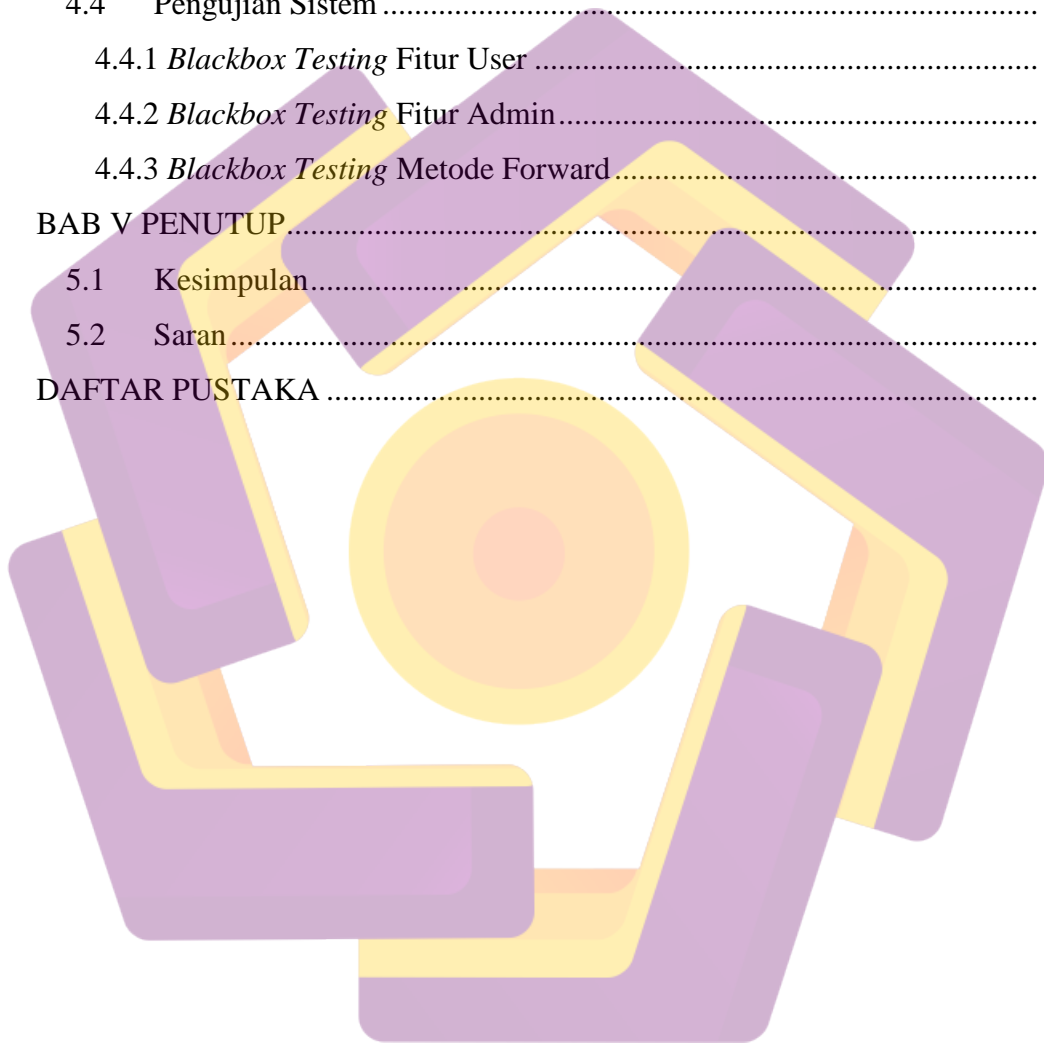 4.4 Pengujian Sistem ................................................................
4.4.1 Blackbox Testing Fitur User ................................................................
4.4.2 Blackbox Testing Fitur Admin ................................................................
4.4.3 Blackbox Testing Metode Forward ................................................................
BAB V PENUTUP ................................................................
5.1 Kesimpulan ................................................................
5.2 Saran ................................................................
DAFTAR PUSTAKA ................................................................